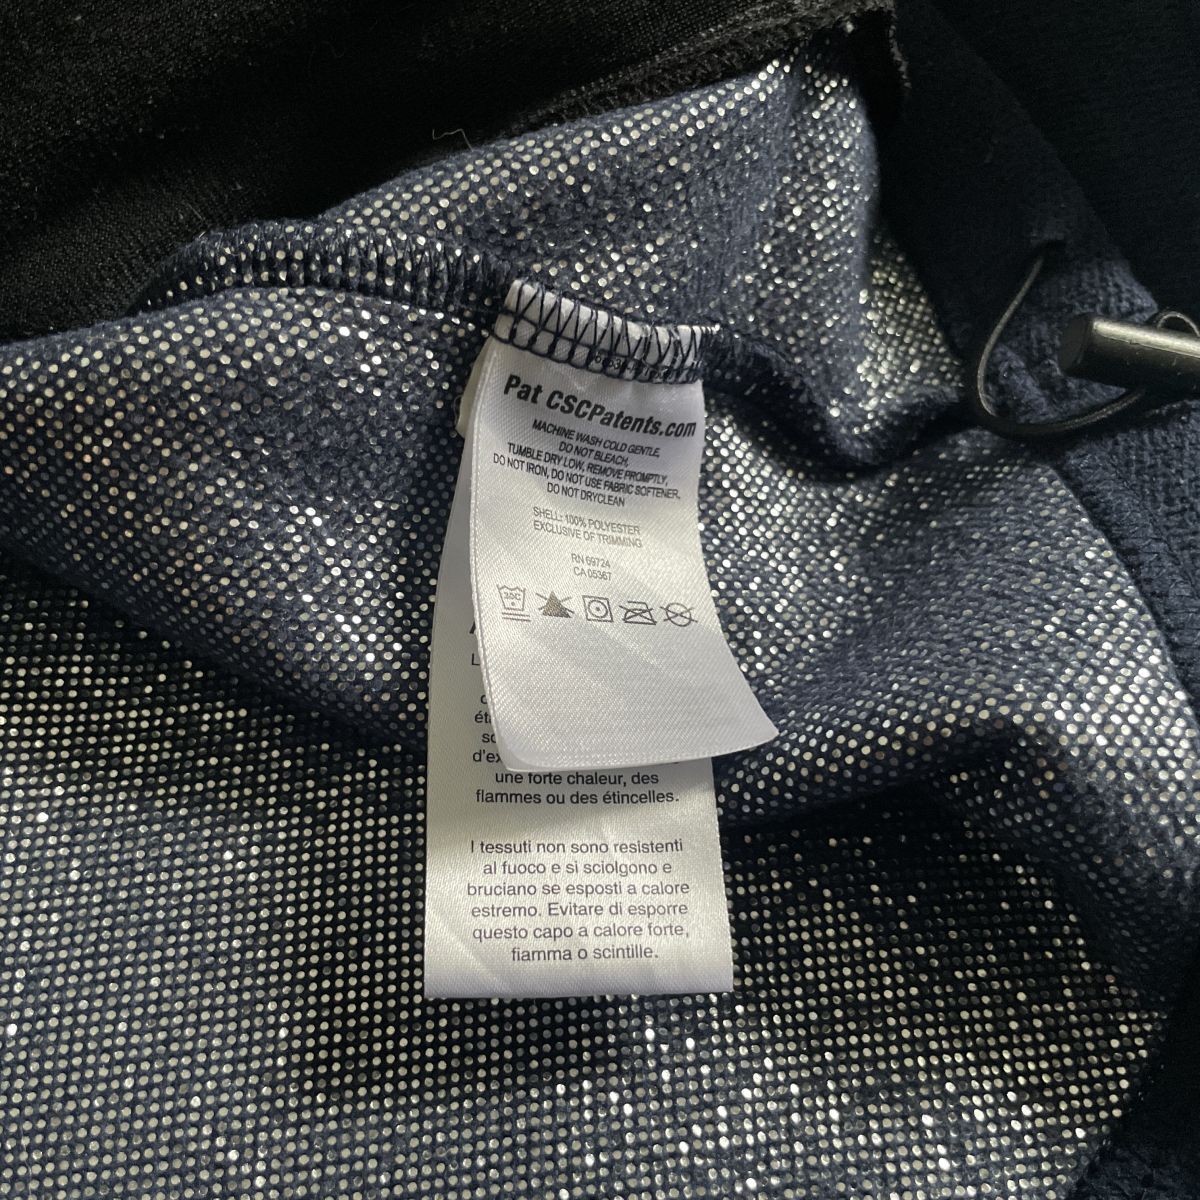 Pat CSCPatents.com
MACHINE WASH COLD GENTLE,
DO NOT BLEACH,
TUMBLE DRY LOW, REMOVE PROMPTLY,
DO NOT IRON, DO NOT USE FABRIC SOFTENER,
DO NOT DRYCLEAN
SHELL: 100% POLYESTER
EXCLUSIVE OF TRIMMING
RN 69724
CA 05367
30C
une forte chaleur, des
flammes ou des étincelles.
I tessuti non sono resistenti
al fuoco e si sciolgono e
bruciano se esposti a calore
estremo. Evitare di esporre
questo capo a calore forte,
fiamma o scintille.